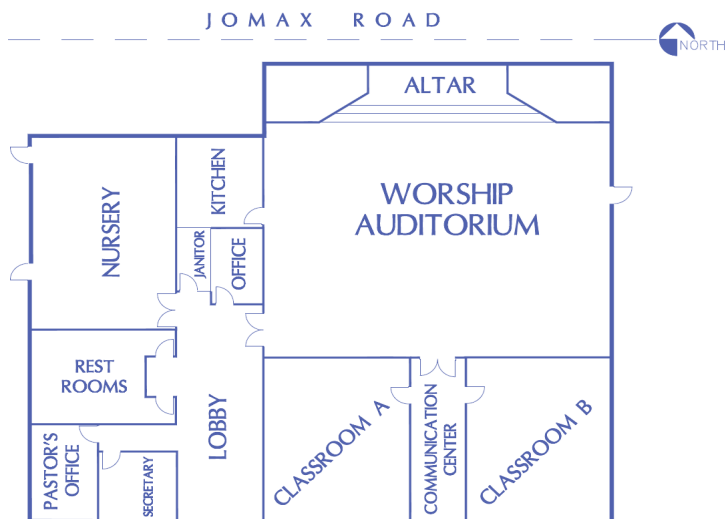 JOMAX ROAD
NORTH
ALTAR
WORSHIP
AUDITORIUM
KITCHEN
NURSERY
JANITOR
OFFICE
REST
ROOMS
LOBBY
CLASSROOM A
COMMUNICATION
CENTER
CLASSROOM B
PASTOR'S
OFFICE
SECRETARY